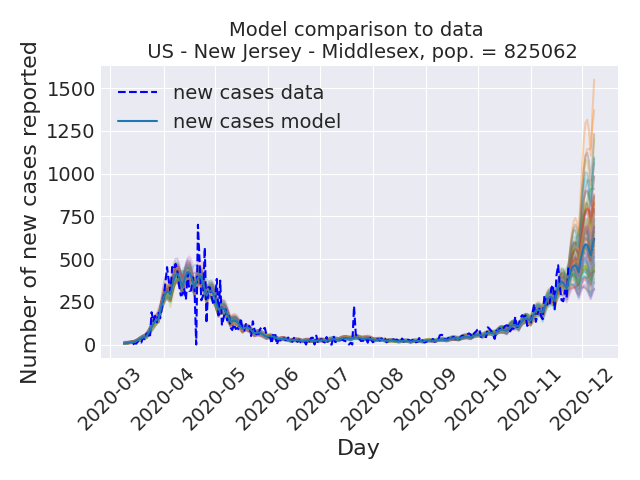 Model comparison to data
US - New Jersey - Middlesex, pop. = 825062
Number of new cases reported
1500
1250
1000
750
500
250
0
new cases data
new cases model
2020-03
2020-04
2020-05
2020-06
2020-07
2020-08
2020-09
2020-10
2020-11
2020-12
Day